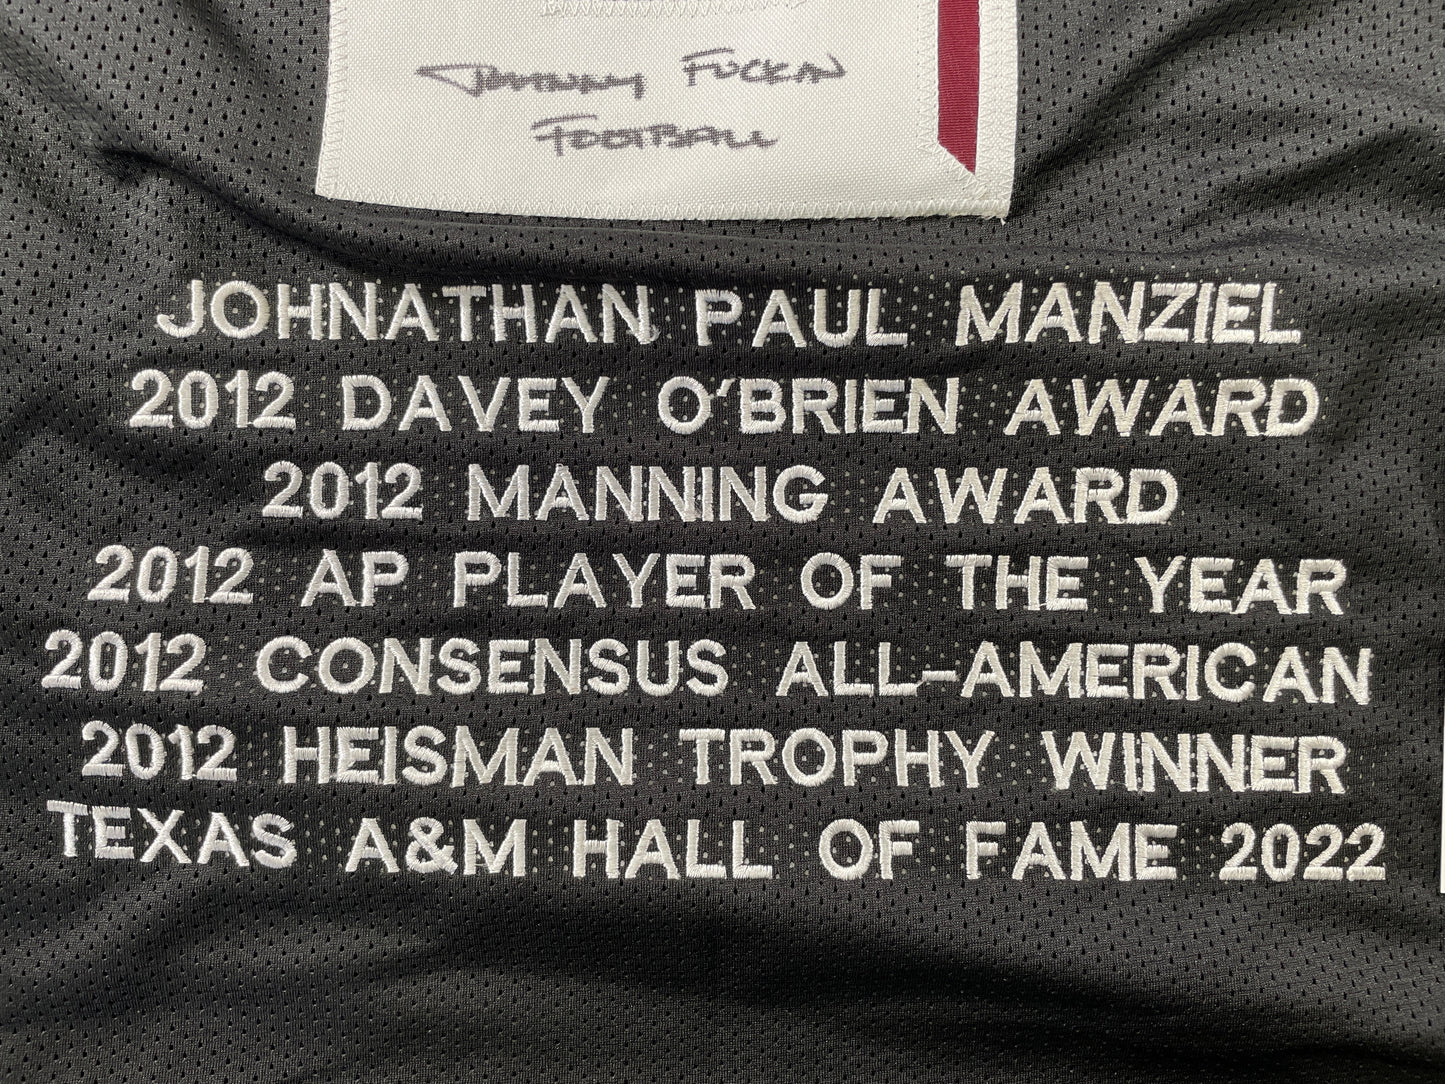 Johnny Fuckin
Football
JOHNATHAN PAUL MANZIEL
2012 DAVEY O'BRIEN AWARD
2012 MANNING AWARD
2012 AP PLAYER OF THE YEAR
2012 CONSENSUS ALL-AMERICAN
2012 HEISMAN TROPHY WINNER
TEXAS A&M HALL OF FAME 2022